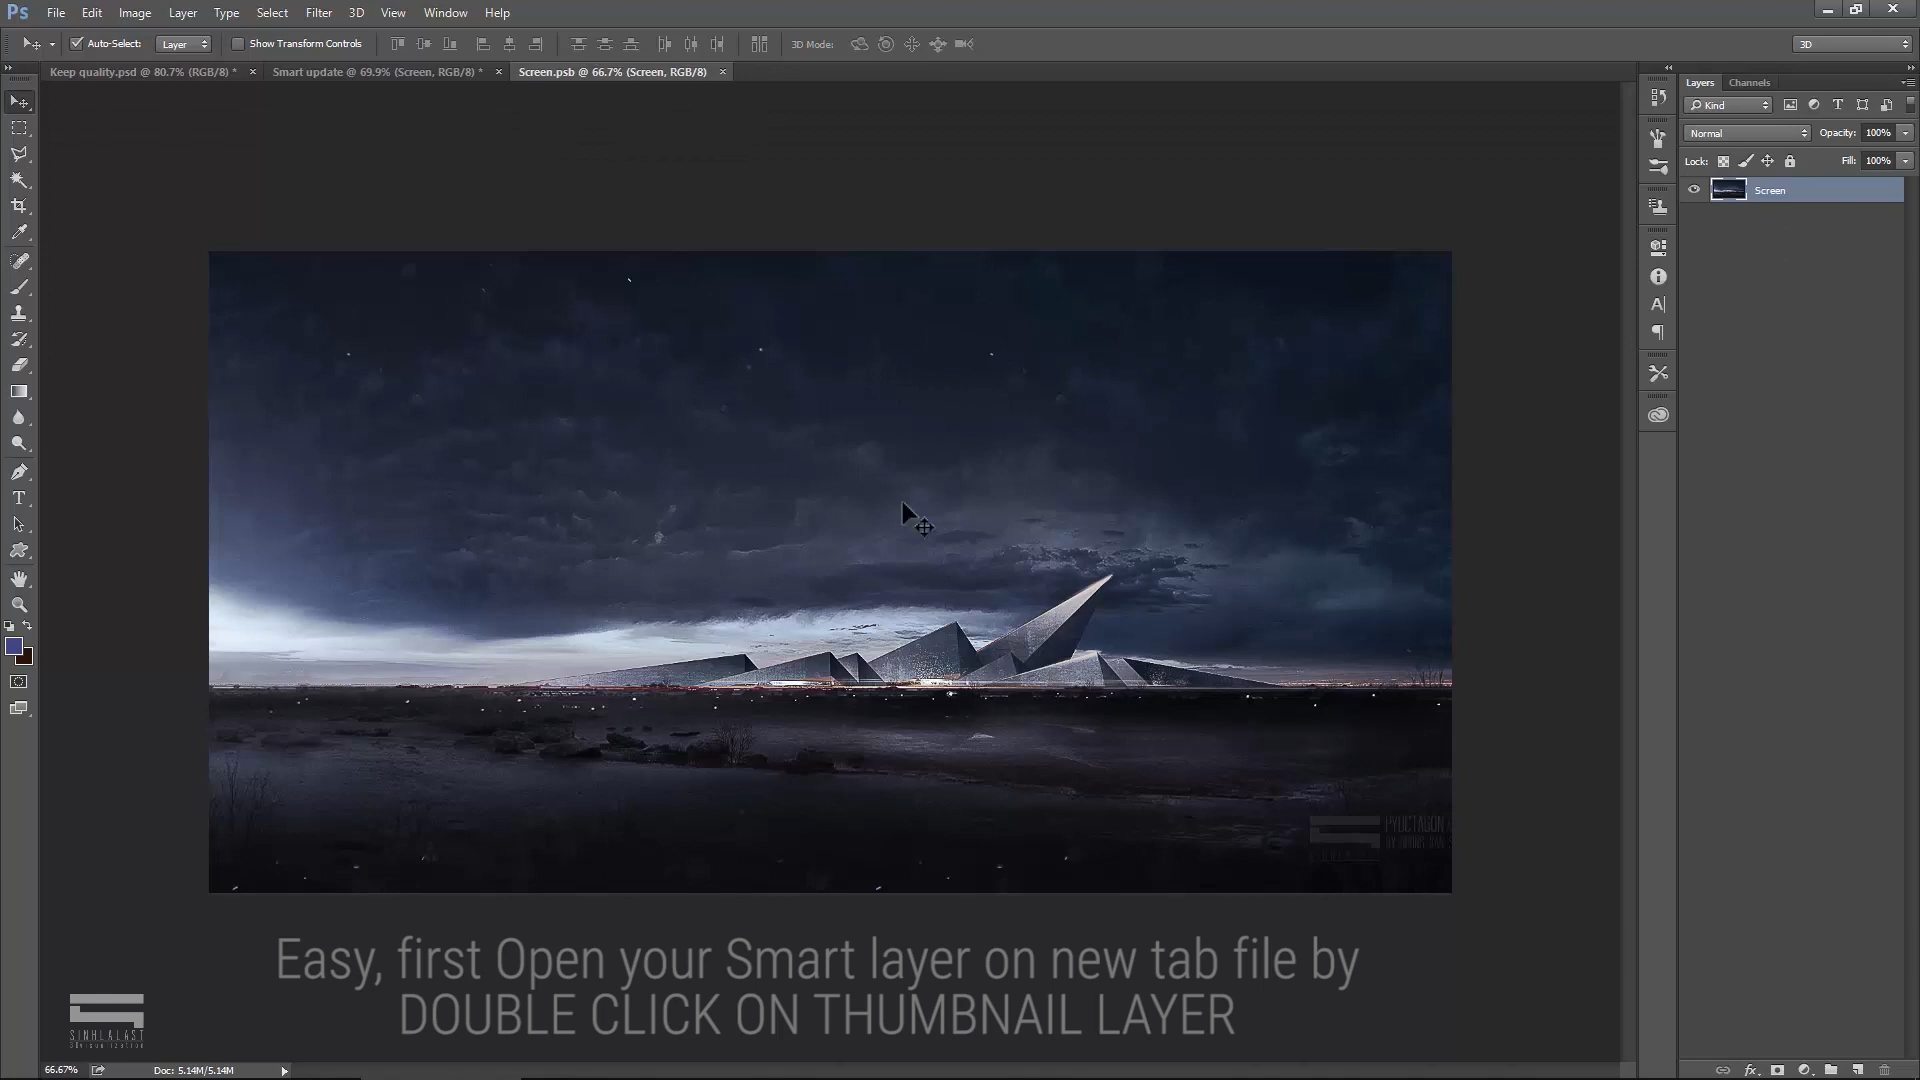 Ps File Edit Image Layer Type Select Filter 3D View Window Help
Auto-Select: Layer Show Transform Controls 3D Mode: 3D
Keep quality.psd @ 80.7% (RGB/8) * × Smart update @ 69.9% (Screen, RGB/8) * × Screen.psb @ 66.7% (Screen, RGB/8) ×
Layers Channels
Kind
Normal Opacity: 100%
Lock: Fill: 100%
Screen
Easy, first Open your Smart layer on new tab file by
DOUBLE CLICK ON THUMBNAIL LAYER
SINHLALAST
66.67% Doc: 5.14M/5.14M